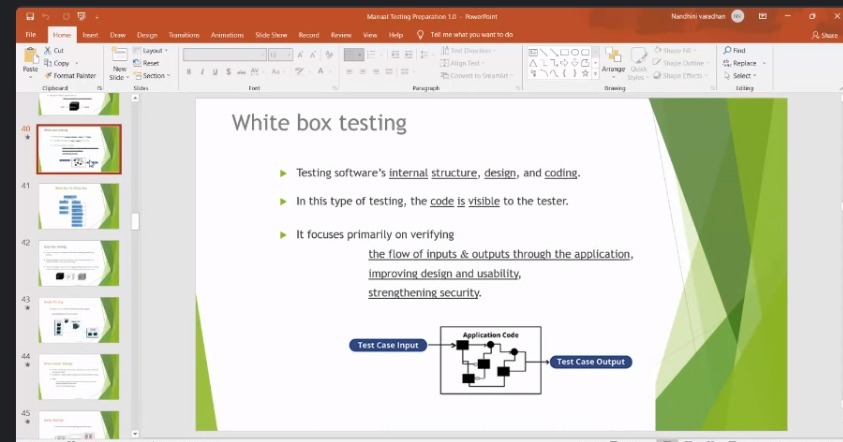 Manual Testing Preparation 1.0 - PowerPoint
Nandhini varadhan
File Home Insert Draw Design Transitions Animations Slide Show Record Review View Help Tell me what you want to do
Share
Paste
Cut
Copy
Format Painter
Clipboard
New Slide
Layout
Reset
Section
Slides
B I U S
Font
Text Direction
Align Text
Convert to SmartArt
Paragraph
Arrange
Quick Styles
Shape Fill
Shape Outline
Shape Effects
Drawing
Find
Replace
Select
Editing
40
41
42
43
44
45
White box testing
Testing software's internal structure, design, and coding.
In this type of testing, the code is visible to the tester.
It focuses primarily on verifying
the flow of inputs & outputs through the application,
improving design and usability,
strengthening security.
Application Code
Test Case Input
Test Case Output